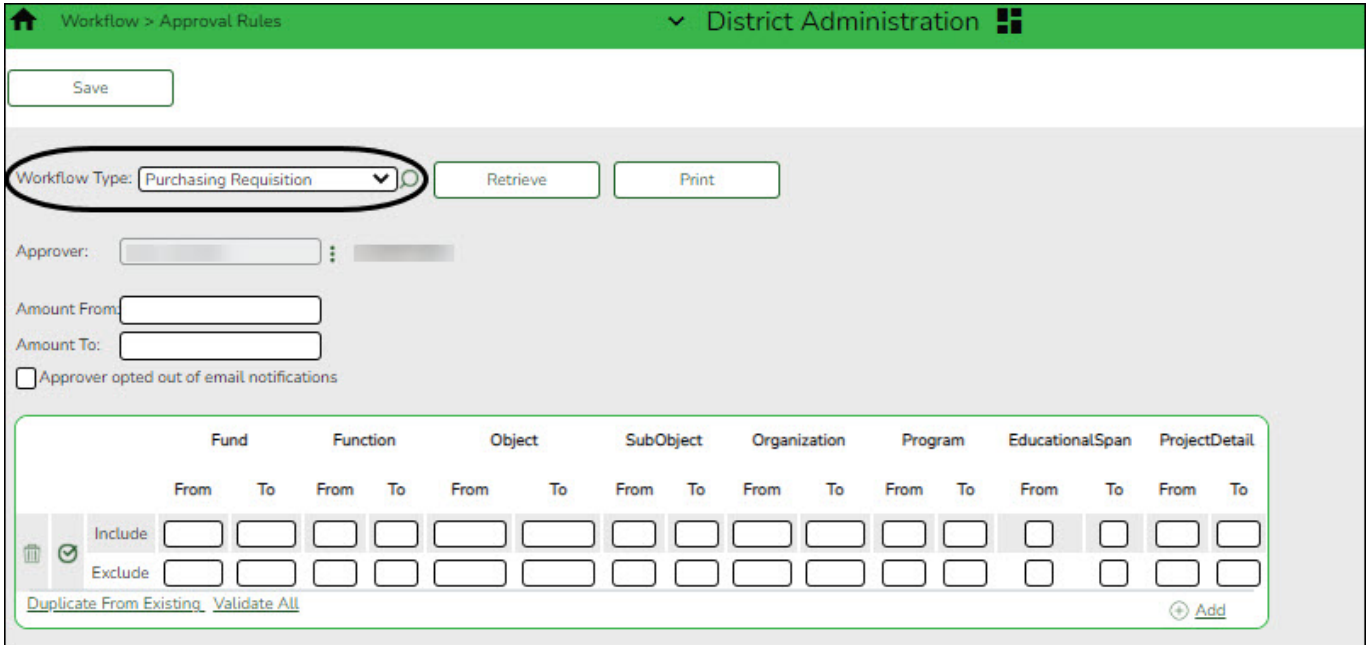 Workflow > Approval Rules District Administration
Save
Workflow Type: Purchasing Requisition Retrieve Print
Approver:
Amount From:
Amount To:
Approver opted out of email notifications
Fund Function Object SubObject Organization Program EducationalSpan ProjectDetail
From To From To From To From To From To From To From To From To
Include
Exclude
Duplicate From Existing Validate All Add